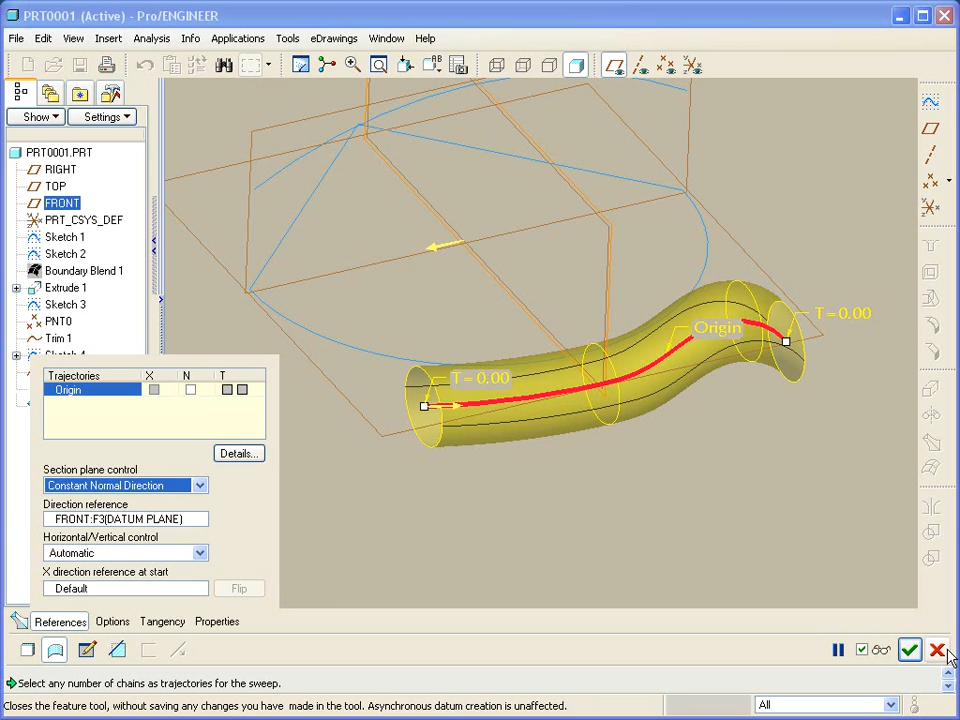 PRT0001 (Active) - Pro/ENGINEER
File Edit View Insert Analysis Info Applications Tools eDrawings Window Help
Show Settings
PRT0001.PRT
RIGHT
TOP
FRONT
PRT_CSYS_DEF
Sketch 1
Sketch 2
Boundary Blend 1
Extrude 1
Sketch 3
PNT0
Trim 1
T = 0.00
Origin
T = 0.00
Trajectories X N T
Origin
Details...
Section plane control
Constant Normal Direction
Direction reference
FRONT:F3(DATUM PLANE)
Horizontal/Vertical control
Automatic
X direction reference at start
Default Flip
References Options Tangency Properties
Select any number of chains as trajectories for the sweep.
Closes the feature tool, without saving any changes you have made in the tool. Asynchronous datum creation is unaffected.
All